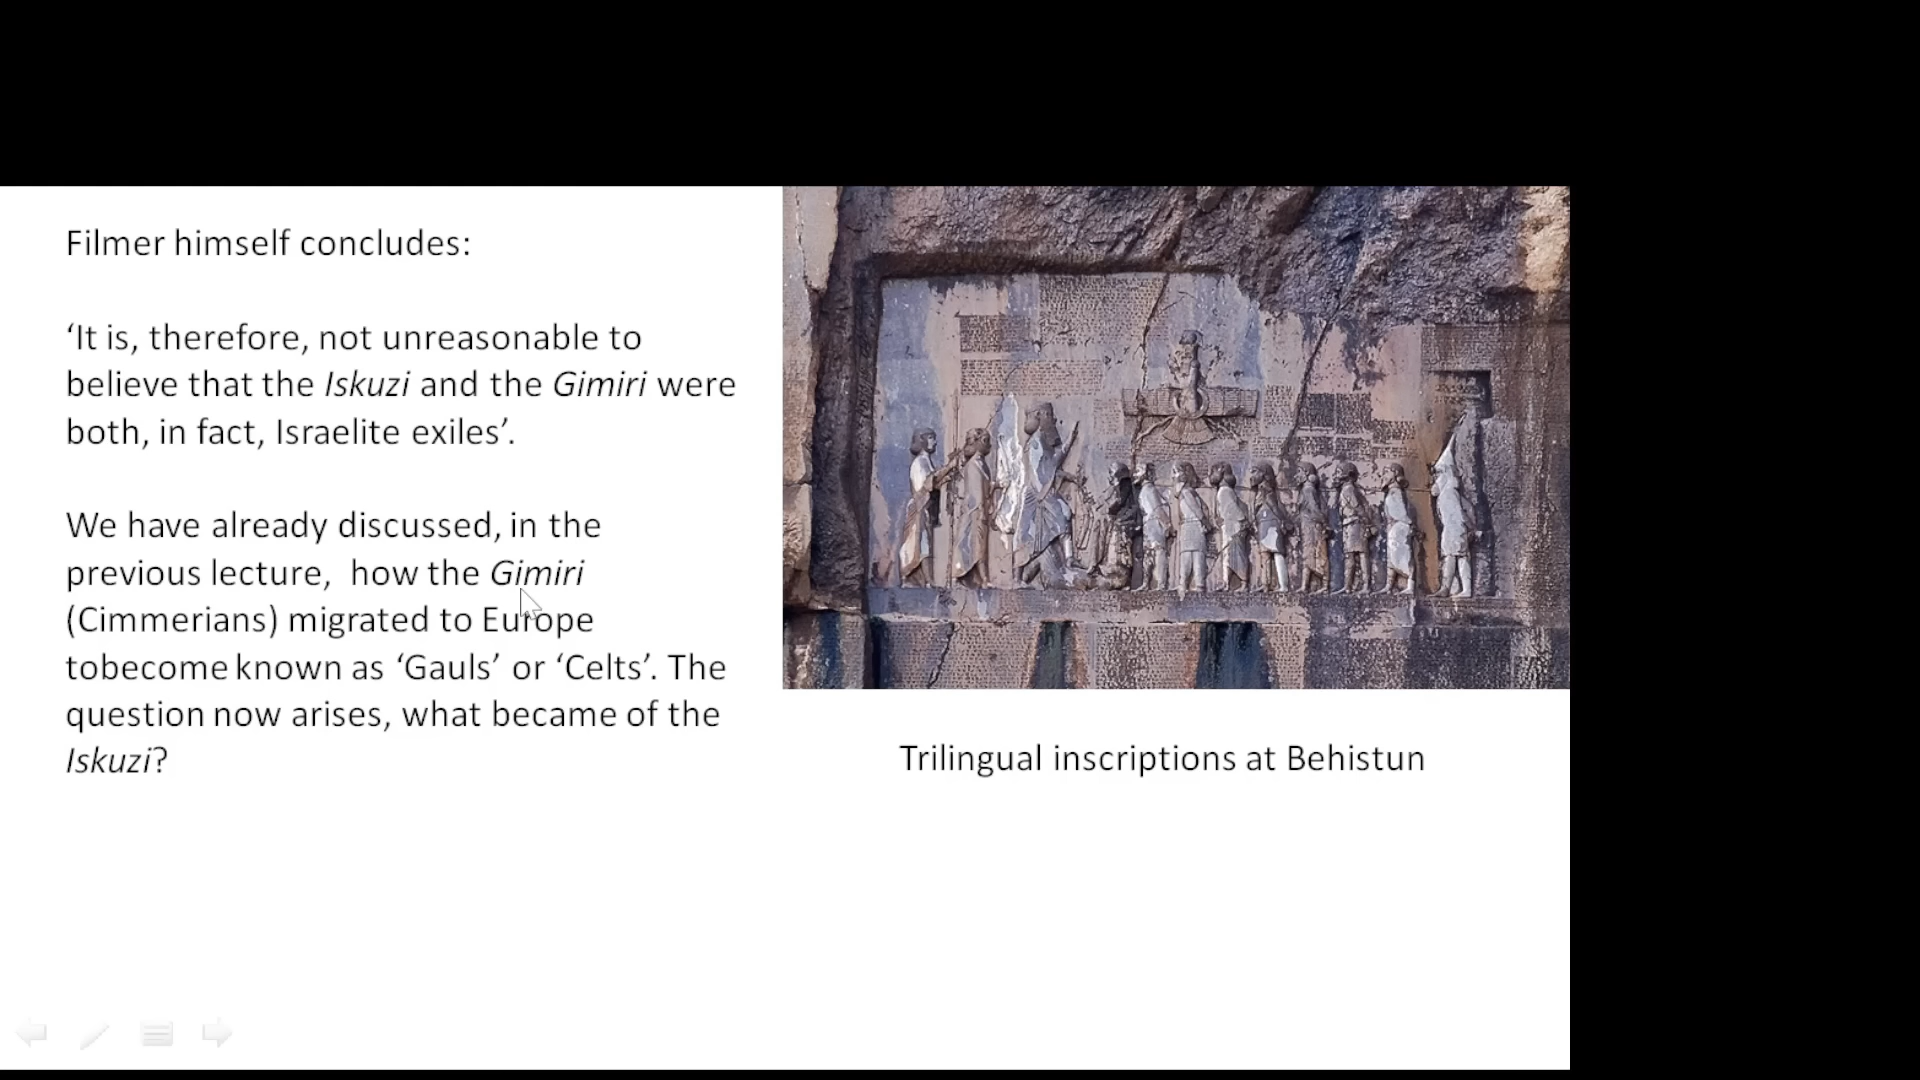 Filmer himself concludes:
‘It is, therefore, not unreasonable to
believe that the Iskuzi and the Gimiri were
both, in fact, Israelite exiles’.
We have already discussed, in the
previous lecture,  how the Gimiri
(Cimmerians) migrated to Europe
tobecome known as ‘Gauls’ or ‘Celts’. The
question now arises, what became of the
Iskuzi?
Trilingual inscriptions at Behistun